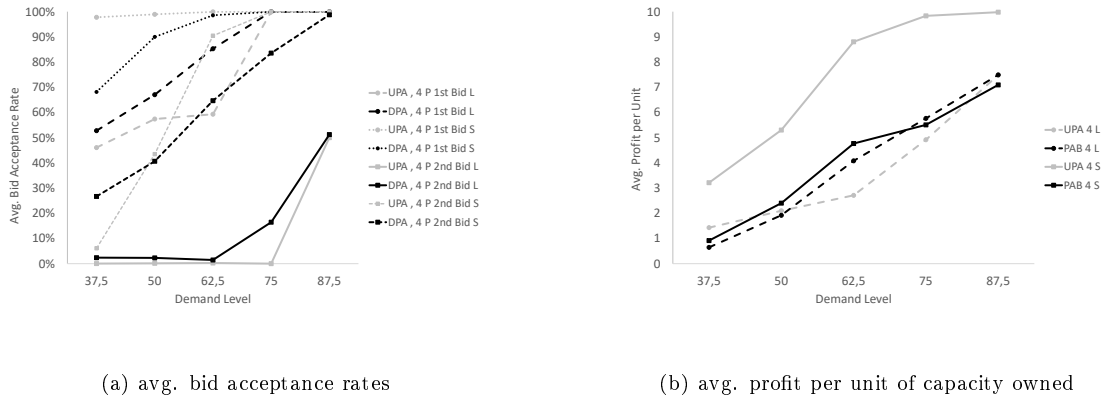 100%
90%
80%
70%
60%
50%
40%
30%
20%
10%
0%
Avg. Bid Acceptance Rate
37,5 50 62,5 75 87,5
Demand Level
UPA , 4 P 1st Bid L
DPA , 4 P 1st Bid L
UPA , 4 P 1st Bid S
DPA , 4 P 1st Bid S
UPA , 4 P 2nd Bid L
DPA , 4 P 2nd Bid L
UPA , 4 P 2nd Bid S
DPA , 4 P 2nd Bid S
(a) avg. bid acceptance rates
10
9
8
7
6
5
4
3
2
1
0
Avg. Profit per Unit
37,5 50 62,5 75 87,5
Demand Level
UPA 4 L
PAB 4 L
UPA 4 S
PAB 4 S
(b) avg. profit per unit of capacity owned